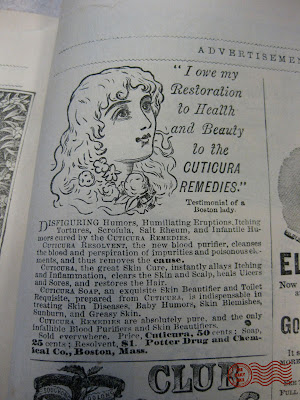 ADVERTISEMEN
"I owe my
Restoration
to Health
and Beauty
to the
CUTICURA
REMEDIES."
Testimonial of a
Boston lady.
DISFIGURING Humors, Humiliating Eruptions, Itching
Tortures, Scrofula, Salt Rheum, and Infantile Hu-
mors cured by the CUTICURA REMEDIES.
CUTICURA RESOLVENT, the new blood purifier, cleanses
the blood and perspiration of impurities and poisonous ele-
ments, and thus removes the cause.
CUTICURA, the great Skin Cure, instantly allays Itching
and Inflammation, clears the Skin and Scalp, heals Ulcers
and Sores, and restores the Hair.
CUTICURA SOAP, an exquisite Skin Beautifier and Toilet
Requisite, prepared from CUTICURA, is indispensable in
treating Skin Diseases, Baby Humors, Skin Blemishes,
Sunburn, and Greasy Skin.
CUTICURA REMEDIES are absolutely pure, and the only
infallible Blood Purifiers and Skin Beautifiers.
Sold everywhere. Price, Cuticura, 50 cents; Soap,
25 cents; Resolvent, $1. Potter Drug and Chem-
ical Co., Boston, Mass.
EL
GO
CLUB